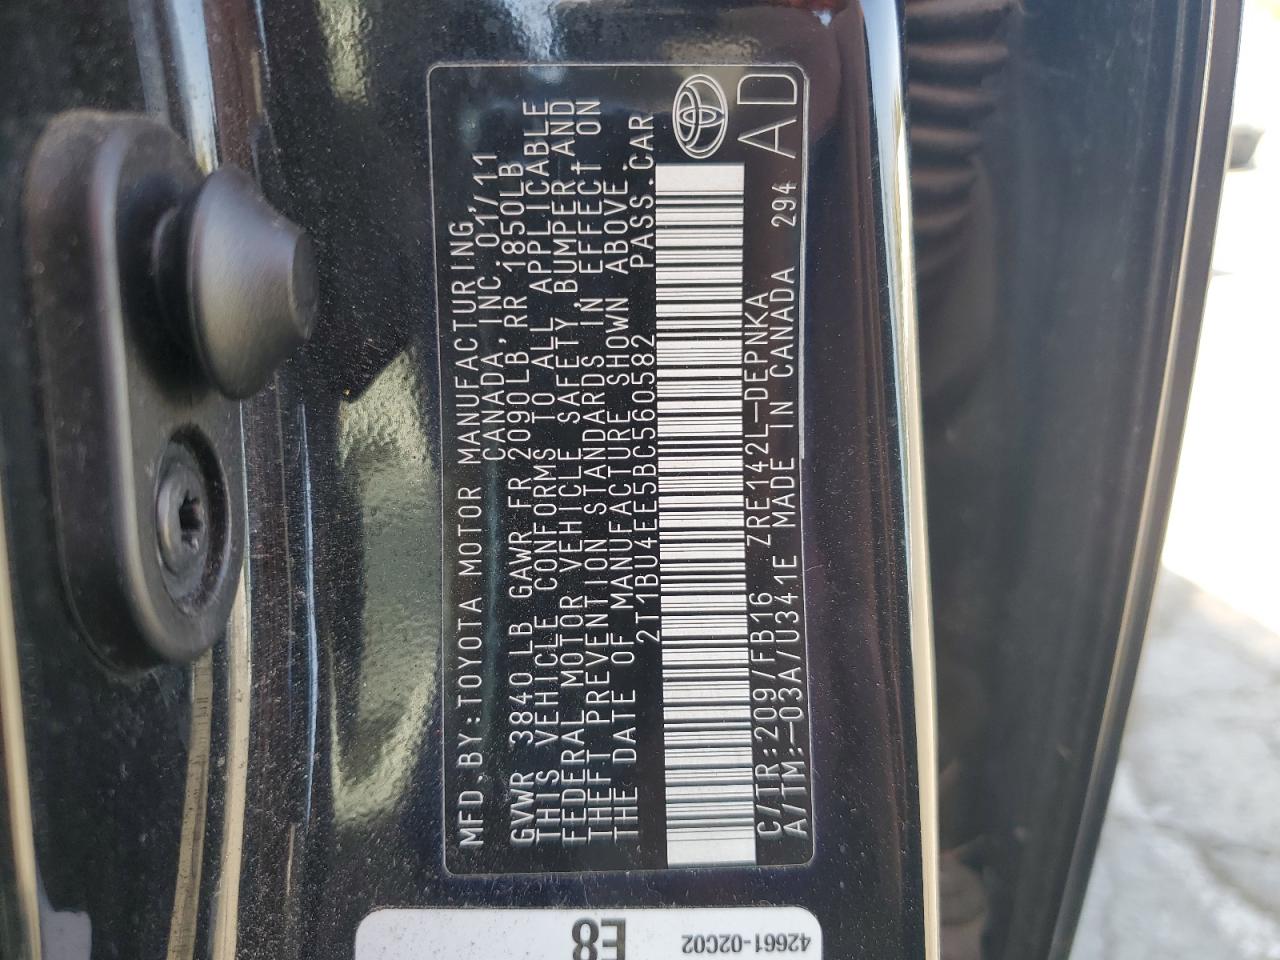 MFD.BY:TOYOTA MOTOR MANUFACTURING,
CANADA,INC.01/11
GVWR 3840LB GAWR FR 2090LB,RR 1850LB
THIS VEHICLE CONFORMS TO ALL APPLICABLE
FEDERAL MOTOR VEHICLE SAFETY,BUMPER,AND
THEFT PREVENTION STANDARDS IN EFFECT ON
THE DATE OF MANUFACTURE SHOWN ABOVE.
2T1BU4EE5BC560582 PASS.CAR
C/TR:209/FB16 ZRE142L-DEPNKA
A/TM:-03A/U341E MADE IN CANADA 294
AD
42661-02C02
E8